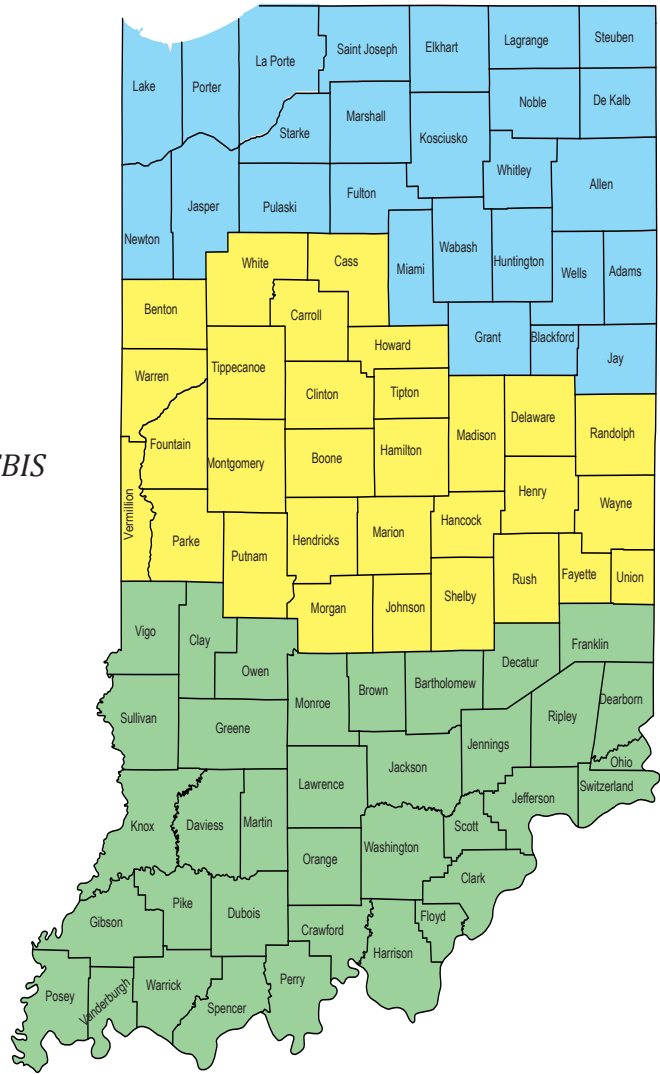 Saint Joseph
Elkhart
Lagrange
Steuben
La Porte
Lake
Porter
Noble
De Kalb
Marshall
Starke
Kosciusko
Whitley
Allen
Jasper
Pulaski
Fulton
Newton
Wabash
Huntington
Miami
Wells
Adams
White
Cass
Benton
Carroll
Grant
Blackford
Howard
Jay
Warren
Tippecanoe
Clinton
Tipton
Delaware
Madison
Randolph
Fountain
Montgomery
Boone
Hamilton
BIS
Henry
Wayne
Vermillion
Parke
Putnam
Hendricks
Marion
Hancock
Rush
Fayette
Union
Morgan
Johnson
Shelby
Vigo
Clay
Franklin
Owen
Decatur
Monroe
Brown
Bartholomew
Dearborn
Sullivan
Greene
Ripley
Jennings
Jackson
Ohio
Lawrence
Switzerland
Jefferson
Knox
Daviess
Martin
Scott
Washington
Orange
Clark
Pike
Dubois
Gibson
Floyd
Crawford
Harrison
Posey
Vanderburgh
Warrick
Perry
Spencer